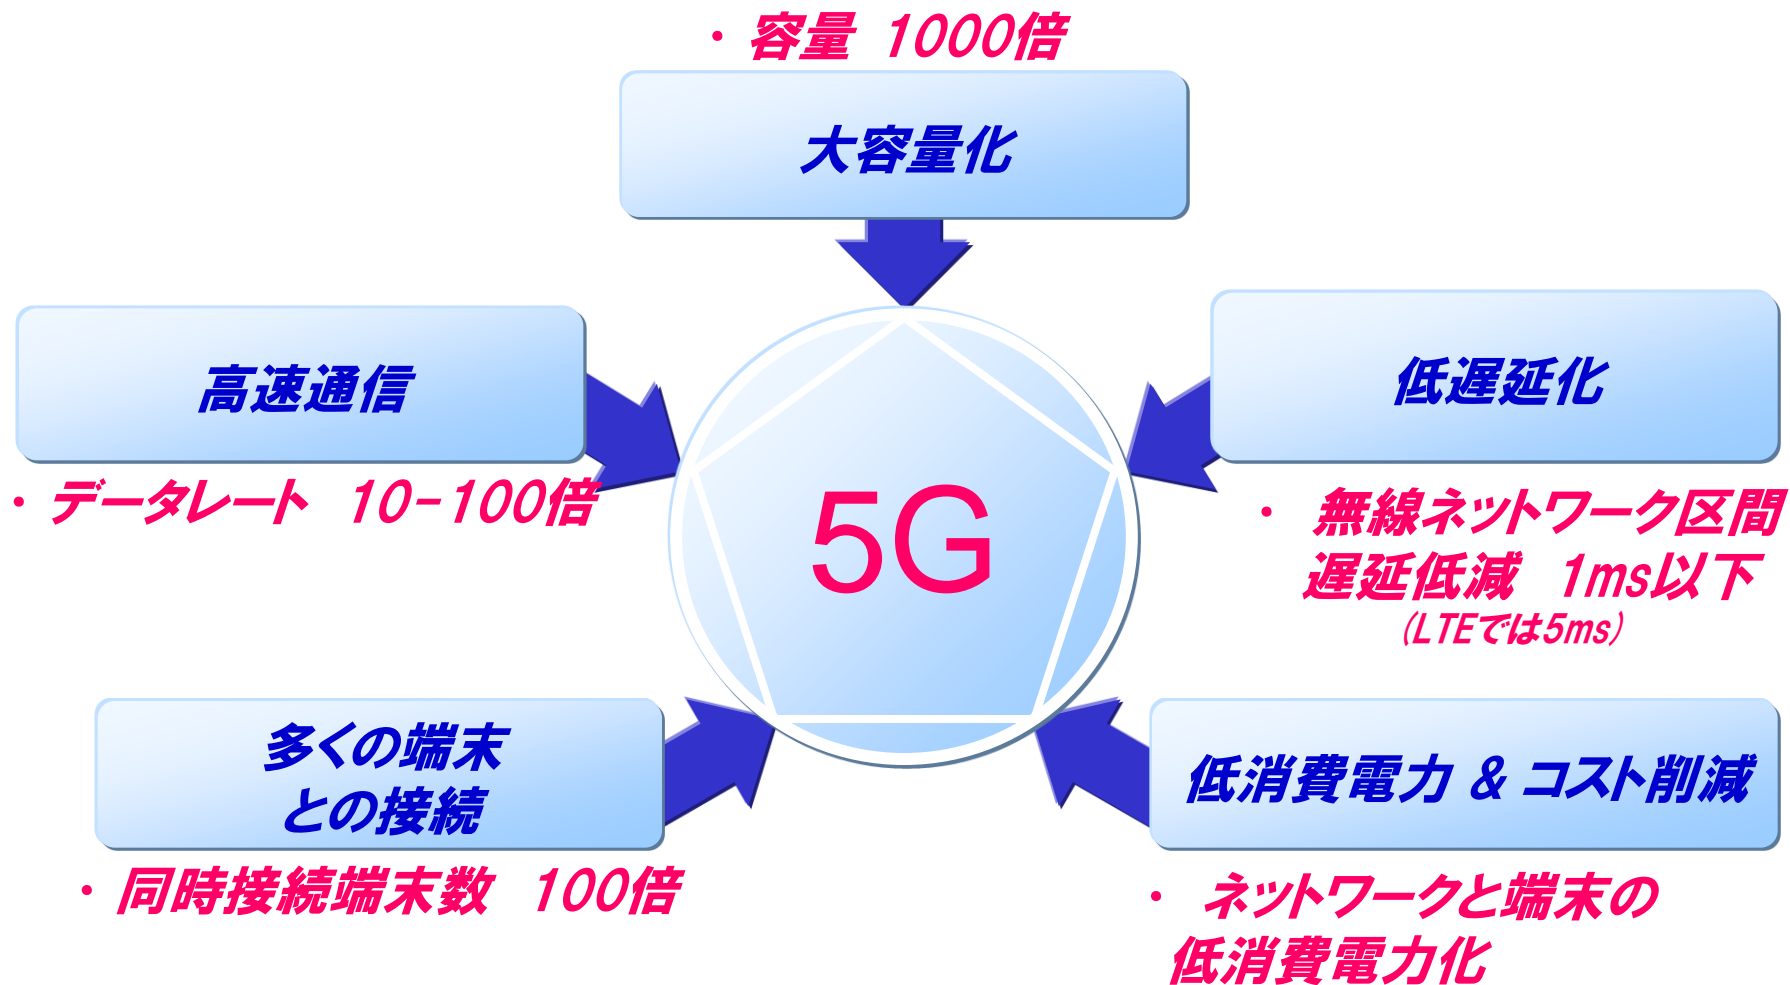 ・容量　1000倍
大容量化
高速通信
・データレート　10-100倍
低遅延化
・ 無線ネットワーク区間
遅延低減　1ms以下
(LTEでは5ms)
5G
多くの端末
との接続
・同時接続端末数　100倍
低消費電力 & コスト削減
・ ネットワークと端末の
低消費電力化